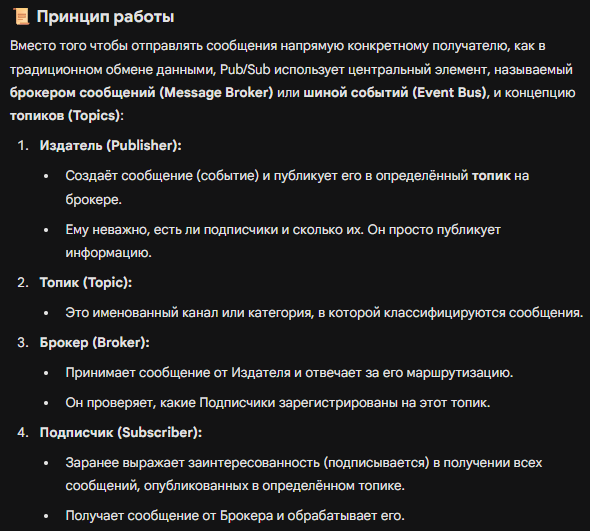 📜 Принцип работы
Вместо того чтобы отправлять сообщения напрямую конкретному получателю, как в
традиционном обмене данными, Pub/Sub использует центральный элемент, называемый
брокером сообщений (Message Broker) или шиной событий (Event Bus), и концепцию
топиков (Topics):
1. Издатель (Publisher):
• Создаёт сообщение (событие) и публикует его в определённый топик на
брокере.
• Ему неважно, есть ли подписчики и сколько их. Он просто публикует
информацию.
2. Топик (Topic):
• Это именованный канал или категория, в которой классифицируются сообщения.
3. Брокер (Broker):
• Принимает сообщение от Издателя и отвечает за его маршрутизацию.
• Он проверяет, какие Подписчики зарегистрированы на этот топик.
4. Подписчик (Subscriber):
• Заранее выражает заинтересованность (подписывается) в получении всех
сообщений, опубликованных в определённом топике.
• Получает сообщение от Брокера и обрабатывает его.